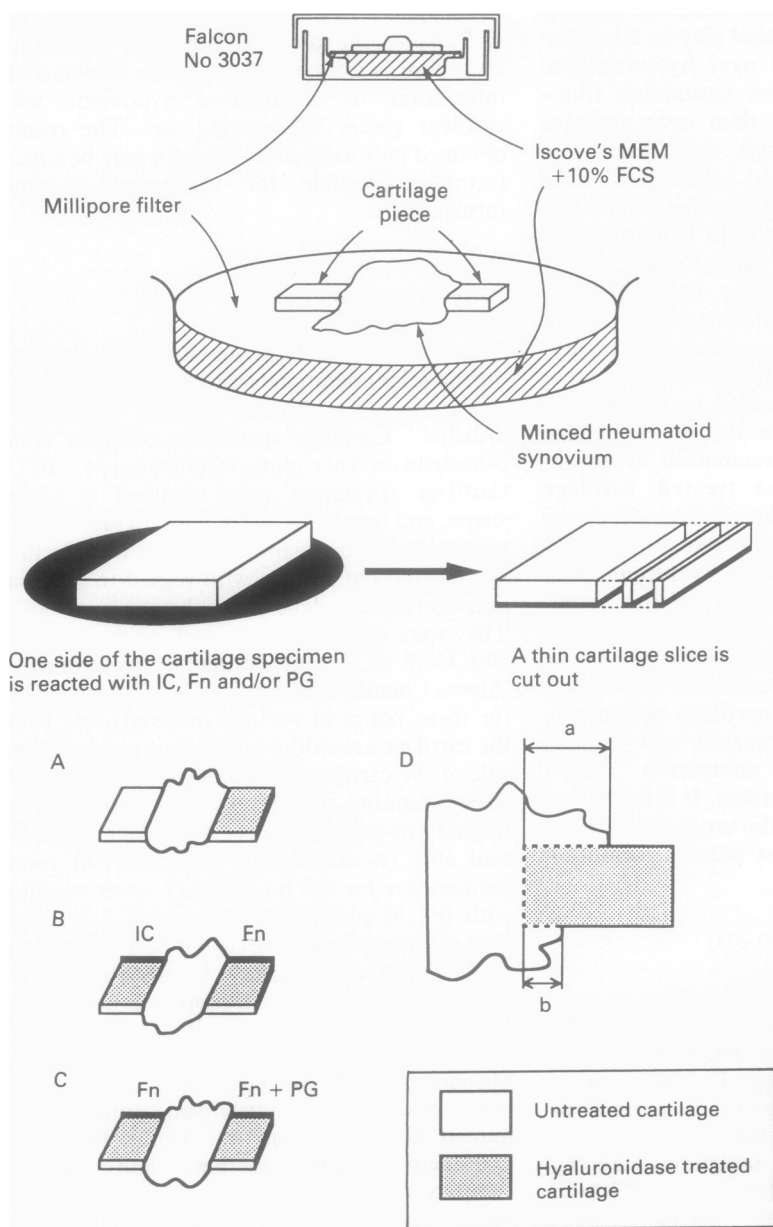 Falcon
No 3037
Iscove's MEM
+10% FCS
Millipore filter
Cartilage
piece
Minced rheumatoid
synovium
One side of the cartilage specimen
is reacted with IC, Fn and/or PG
A thin cartilage slice is
cut out
A
D
a
B
IC
Fn
b
C
Fn
Fn + PG
Untreated cartilage
Hyaluronidase treated
cartilage